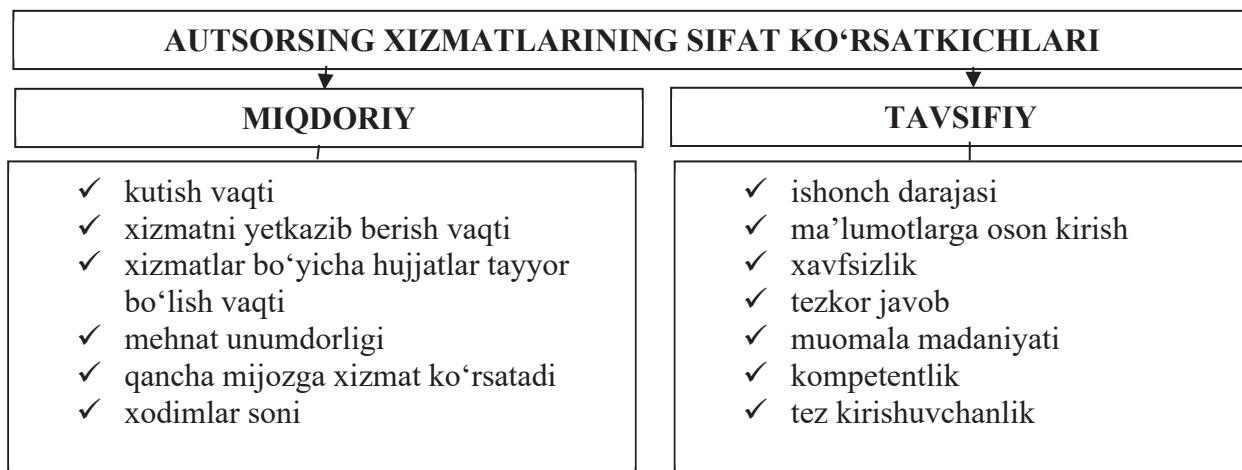 AUTSORSING XIZMATLARINING SIFAT KO‘RSATKICHLARI
MIQDORIY
✓ kutish vaqti
✓ xizmatni yetkazib berish vaqti
✓ xizmatlar bo‘yicha hujjatlar tayyor
bo‘lish vaqti
✓ mehnat unumdorligi
✓ qancha mijozga xizmat ko‘rsatadi
✓ xodimlar soni
TAVSIFIY
✓ ishonch darajasi
✓ ma’lumotlarga oson kirish
✓ xavfsizlik
✓ tezkor javob
✓ muomala madaniyati
✓ kompetentlik
✓ tez kirishuvchanlik